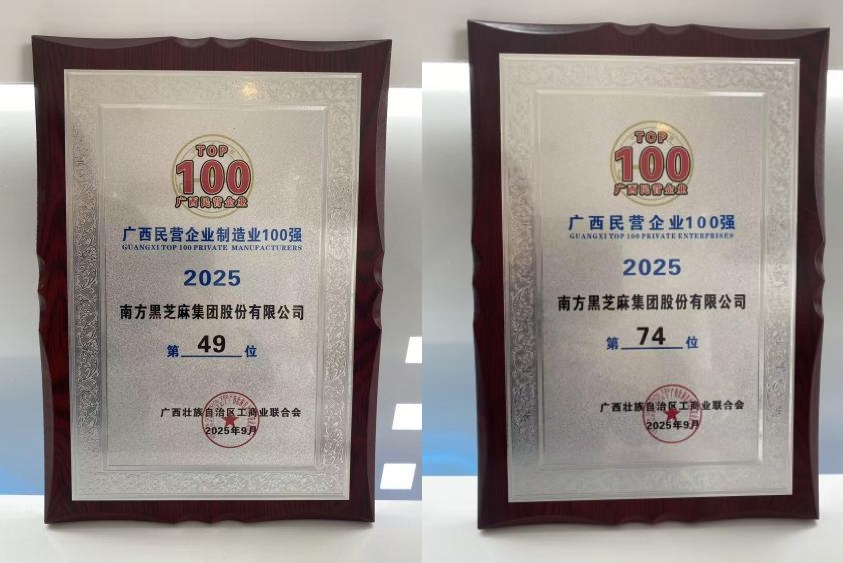 TOP
100
广西民营企业
广西民营企业制造业100强
GUANGXI TOP 100 PRIVATE MANUFACTURERS
2025
南方黑芝麻集团股份有限公司
第 49 位
广西壮族自治区工商业联合会
2025年9月
TOP
100
广西民营企业
广西民营企业100强
GUANGXI TOP 100 PRIVATE ENTERPRISES
2025
南方黑芝麻集团股份有限公司
第 74 位
广西壮族自治区工商业联合会
2025年9月